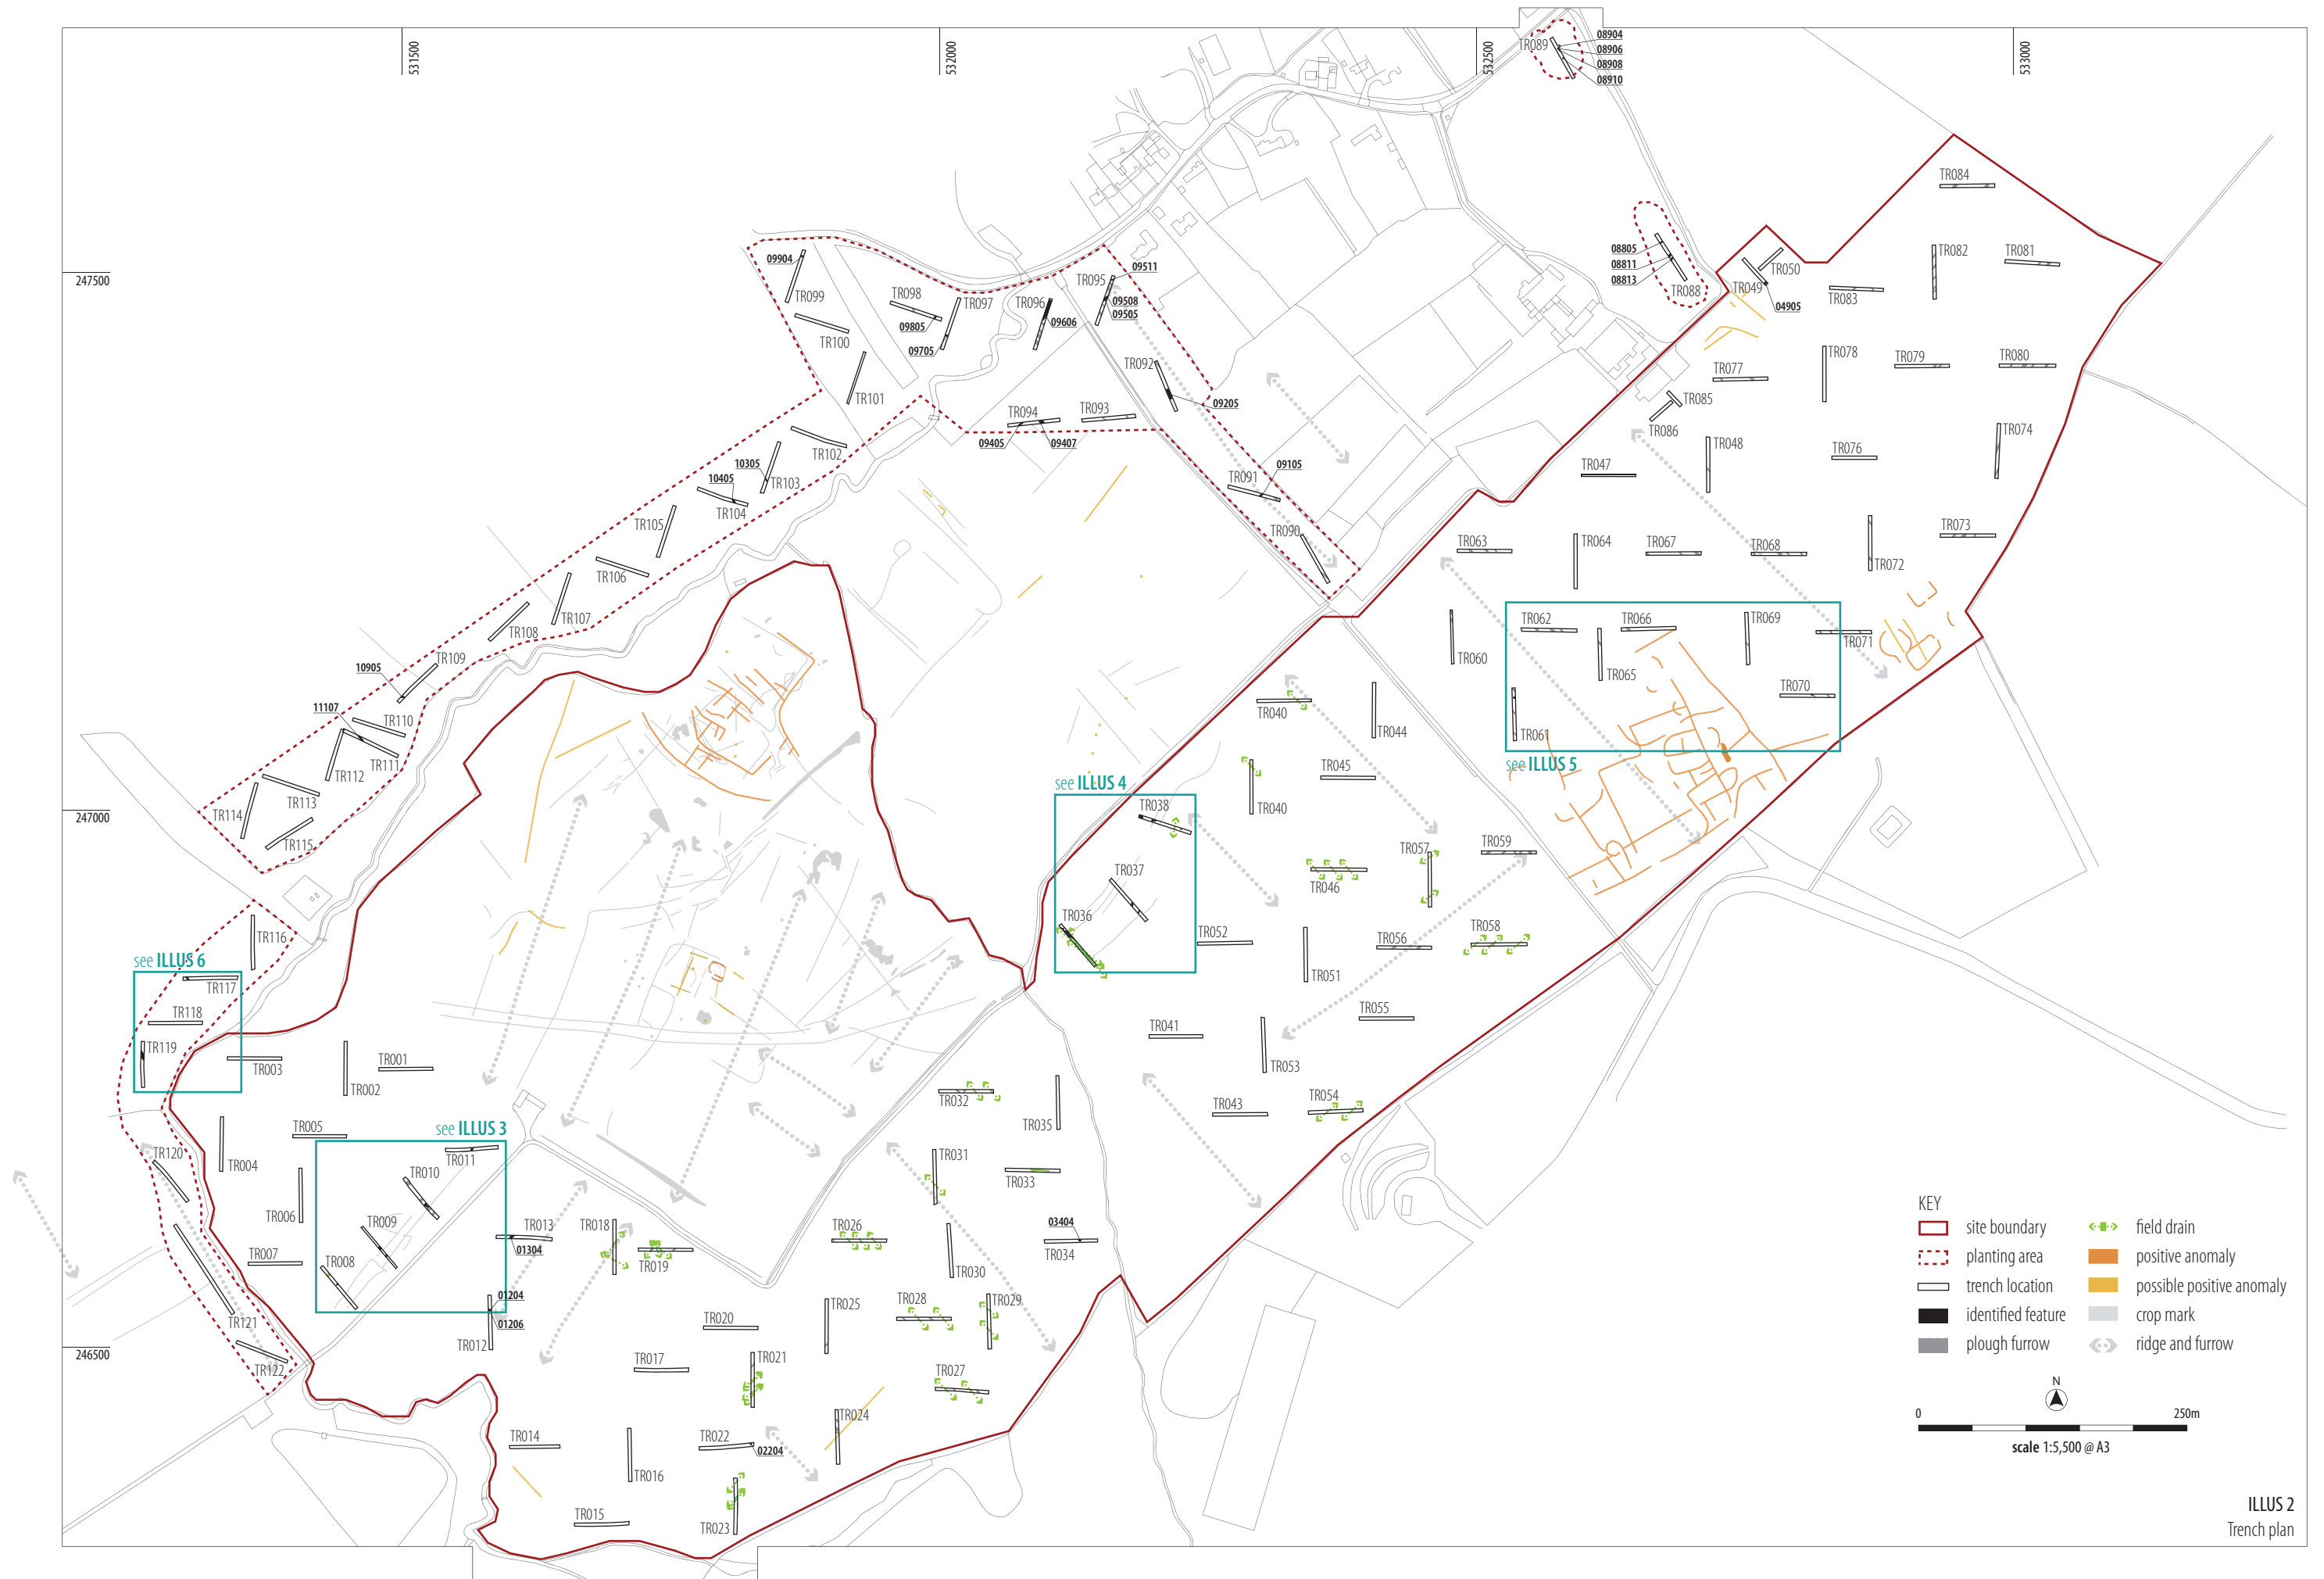 531500
532000
532500
533000
TR089
08904
08906
08908
08910
TR084
TR082
TR081
TR083
08805
08811
08813
TR088
TR049
TR050
04905
247500
09904
TR099
TR098
09805
TR097
09705
TR096
09606
TR095
09511
09508
09505
TR100
TR101
TR092
09205
TR094
TR093
09405
09407
TR077
TR078
TR079
TR080
TR085
TR086
TR048
TR047
TR076
TR074
TR102
10305
TR103
10405
TR104
09105
TR091
TR090
TR105
TR106
TR107
TR108
TR063
TR064
TR067
TR068
TR073
TR072
TR062
TR066
TR069
TR071
TR065
TR070
TR061
see ILLUS 5
TR060
10905
TR109
11107
TR110
TR111
TR112
TR113
TR114
TR115
247000
TR040
TR044
TR045
TR040
see ILLUS 4
TR038
TR037
TR036
TR046
TR057
TR059
TR052
TR051
TR056
TR058
TR116
see ILLUS 6
TR117
TR118
TR119
TR003
TR002
TR001
TR041
TR053
TR055
TR032
TR035
TR043
TR054
TR005
TR004
see ILLUS 3
TR011
TR010
TR009
TR008
TR120
TR006
TR007
TR121
TR122
TR013
01304
01204
01206
TR012
TR018
TR019
TR026
TR031
TR033
TR030
03404
TR034
TR020
TR025
TR028
TR029
246500
TR017
TR021
TR027
TR024
TR014
TR016
TR022
02204
TR015
TR023
KEY
site boundary
planting area
trench location
identified feature
plough furrow
field drain
positive anomaly
possible positive anomaly
crop mark
ridge and furrow
N
0
250m
scale 1:5,500 @ A3
ILLUS 2
Trench plan